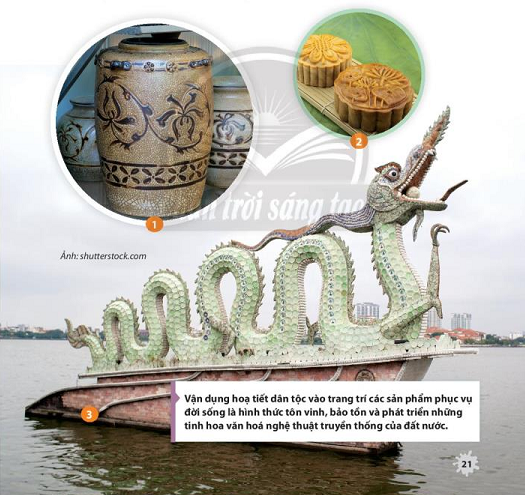 1
2
Chân trời sáng tạo
Ảnh: shutterstock.com
3
Vận dụng hoạ tiết dân tộc vào trang trí các sản phẩm phục vụ
đời sống là hình thức tôn vinh, bảo tồn và phát triển những
tinh hoa văn hoá nghệ thuật truyền thống của đất nước.
21